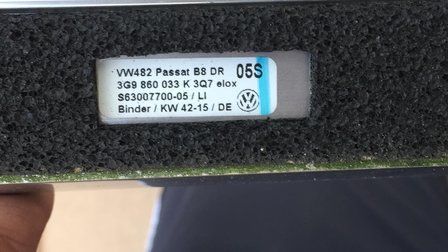 VW482 Passat B8 DR 05S
3G9 860 033 K 3Q7 elox
S63007700-05 / LI
Binder / KW 42-15 / DE